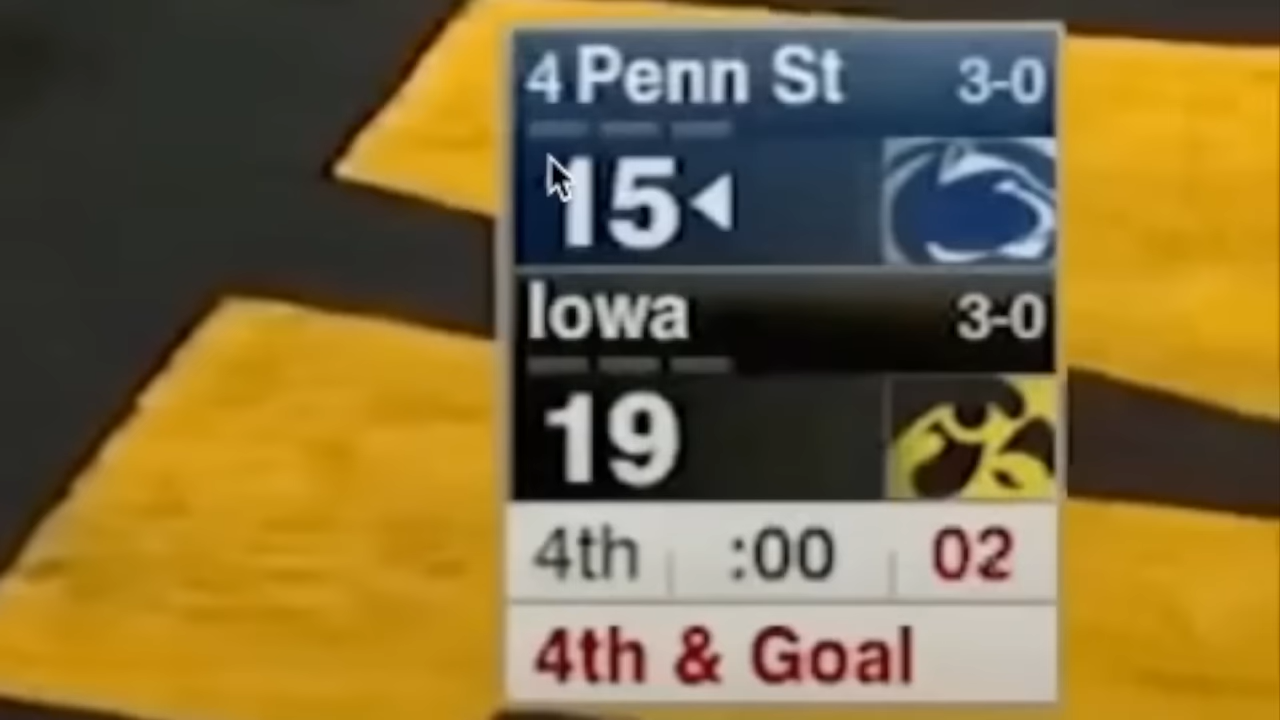 4 Penn St 3-0
15
Iowa 3-0
19
4th :00 02
4th & Goal